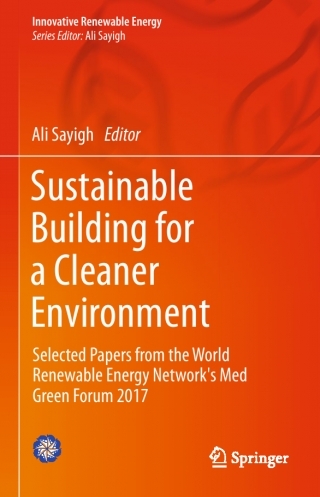 Innovative Renewable Energy
Series Editor: Ali Sayigh
Ali Sayigh Editor
Sustainable
Building for
a Cleaner
Environment
Selected Papers from the World
Renewable Energy Network's Med
Green Forum 2017
Springer